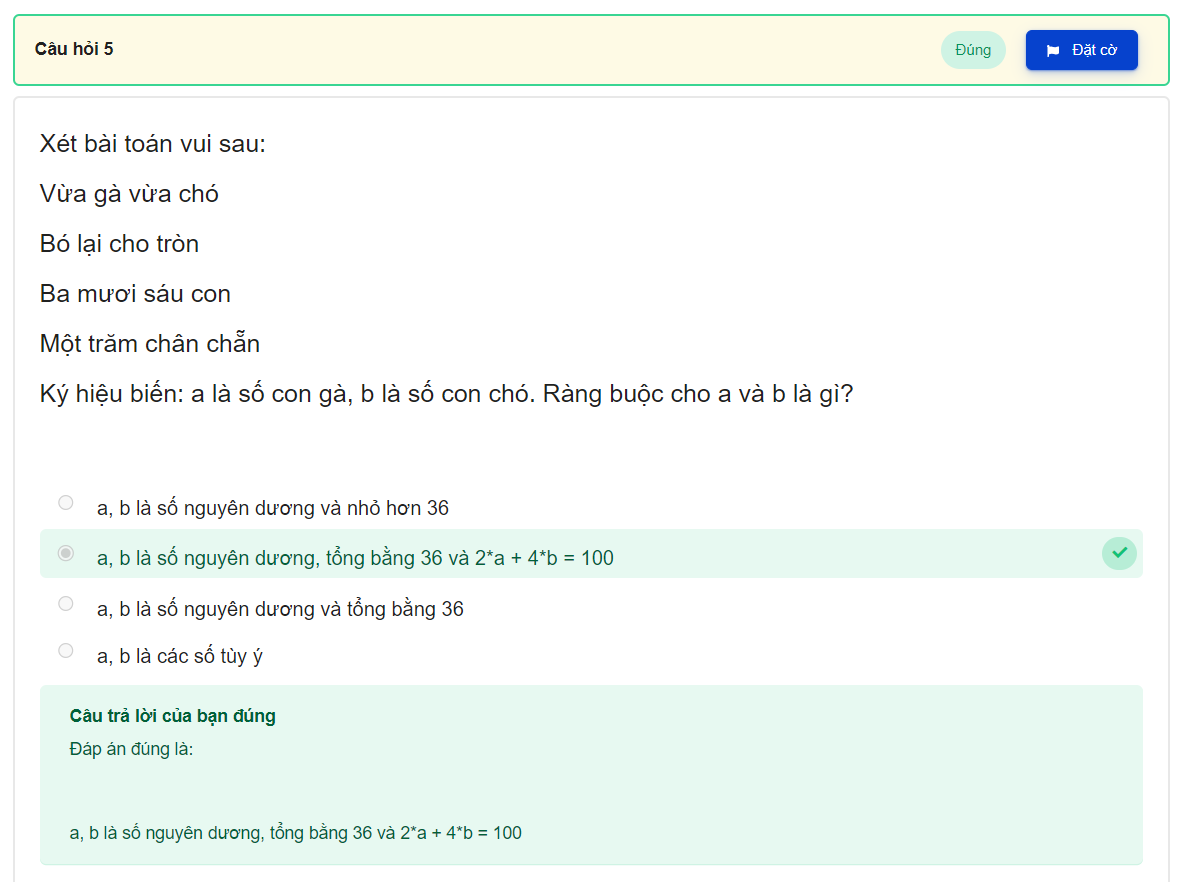 Câu hỏi 5
Đúng
Đặt cờ
Xét bài toán vui sau:
Vừa gà vừa chó
Bó lại cho tròn
Ba mươi sáu con
Một trăm chân chẵn
Ký hiệu biến: a là số con gà, b là số con chó. Ràng buộc cho a và b là gì?
a, b là số nguyên dương và nhỏ hơn 36
a, b là số nguyên dương, tổng bằng 36 và 2*a + 4*b = 100
a, b là số nguyên dương và tổng bằng 36
a, b là các số tùy ý
Câu trả lời của bạn đúng
Đáp án đúng là:
a, b là số nguyên dương, tổng bằng 36 và 2*a + 4*b = 100